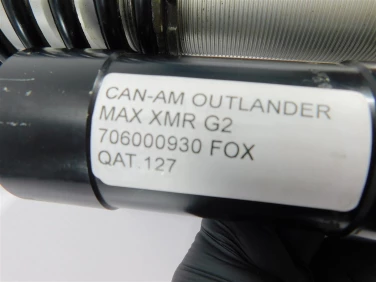 CAN-AM OUTLANDER
MAX XMR G2
706000930 FOX
QAT.127